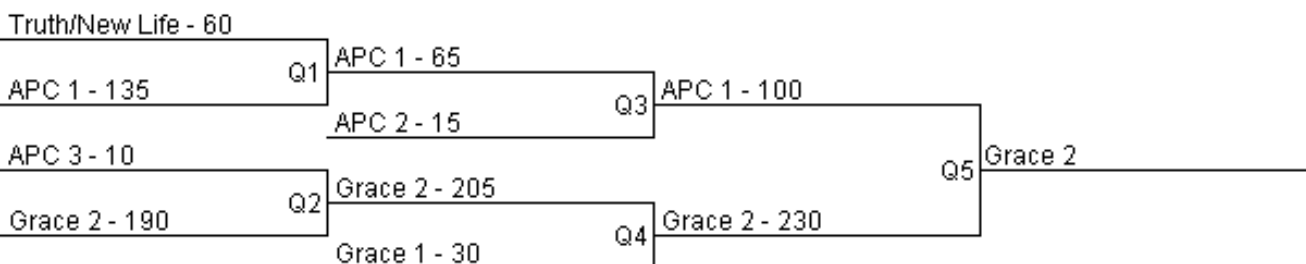 Truth/New Life - 60
Q1
APC 1 - 135
APC 1 - 65
Q3
APC 2 - 15
APC 1 - 100
APC 3 - 10
Q2
Grace 2 - 190
Grace 2 - 205
Q4
Grace 1 - 30
Grace 2 - 230
Q5
Grace 2